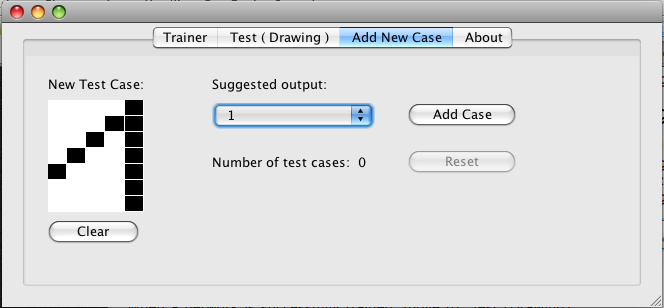 Trainer
Test ( Drawing )
Add New Case
About
New Test Case:
Suggested output:
1
Add Case
Number of test cases: 0
Reset
Clear